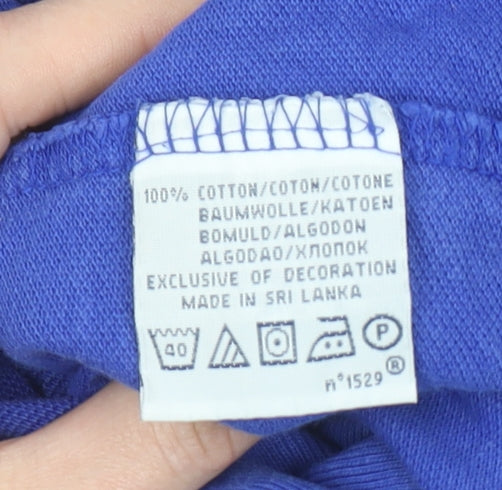 100% COTTON/COTON/COTONE
BAUMWOLLE/KATOEN
BOMULD/ALGODON
ALGODAO/ХЛОПОК
EXCLUSIVE OF DECORATION
MADE IN SRI LANKA
40 P
n°1529 ®